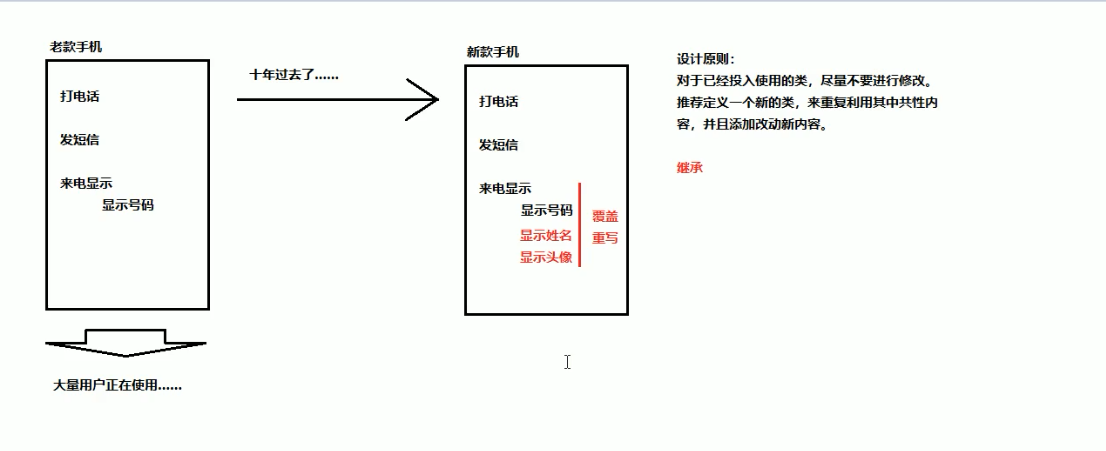 老款手机
打电话
发短信
来电显示
显示号码
大量用户正在使用......
十年过去了......
新款手机
打电话
发短信
来电显示
显示号码
显示姓名
显示头像
覆盖
重写
设计原则：
对于已经投入使用的类，尽量不要进行修改。
推荐定义一个新的类，来重复利用其中共性内
容，并且添加改动新内容。
继承